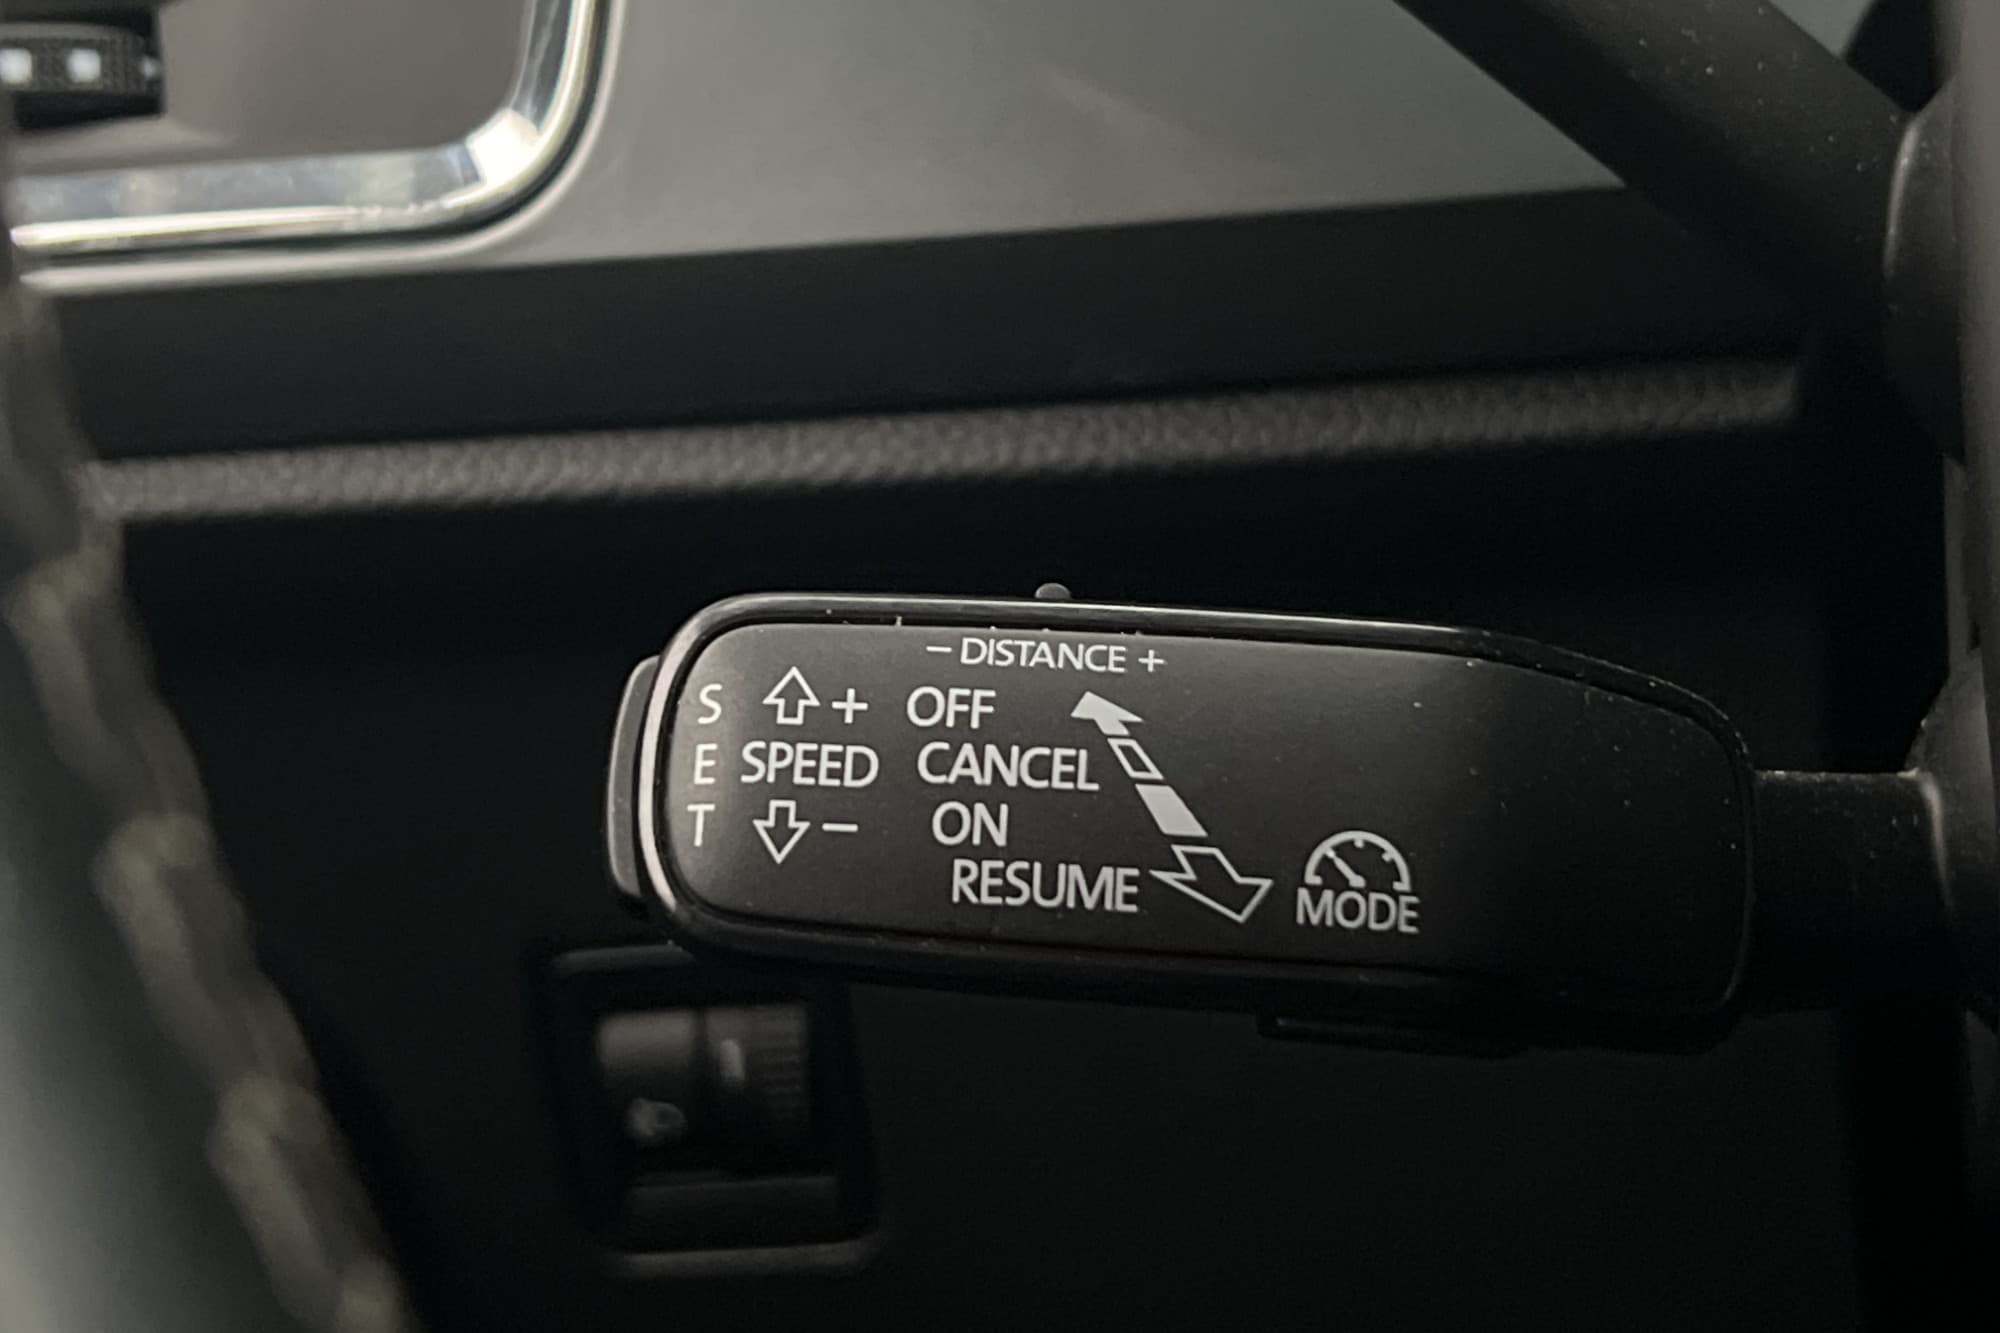 − DISTANCE +
S + OFF
E SPEED CANCEL
T − ON
RESUME
MODE